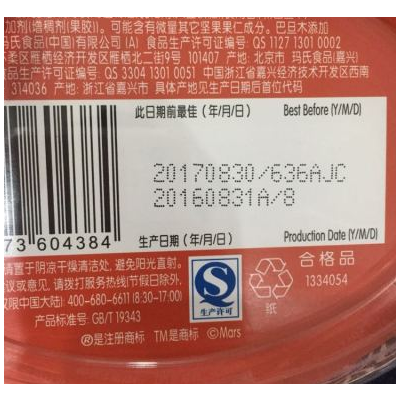 加剂(增稠剂(果胶))。可能含有微量其它坚果果仁成分。巴旦木添加
玛氏食品(中国)有限公司 (A) 食品生产许可证编号: QS 1127 1301 0002
怀柔区雁栖经济开发区雁栖北二街9号 101407 产地: 北京市 玛氏食品(嘉
号: QS 3304 1301 0051 中国浙江省嘉兴经济技术开发区西南
314036 产地: 浙江省嘉兴市 具体产地见生产日期后首位代码
此日期前最佳 (年/月/日) Best Before (Y/M/D)
20170830/636AJC
20160831A/8
73 604384
生产日期 (年/月/日) Production Date (Y/M/D)
请置于阴凉干燥清洁处, 避免阳光直
议或意见, 请拨打服务热线(节假日除外
仅限中国大陆) 400-680-6611 (8:30-17:00)
产品标准号: GB/T 19343
QS
生产许可
纸
合格品
1334054
®是注册商标 TM是商标 ©Mars